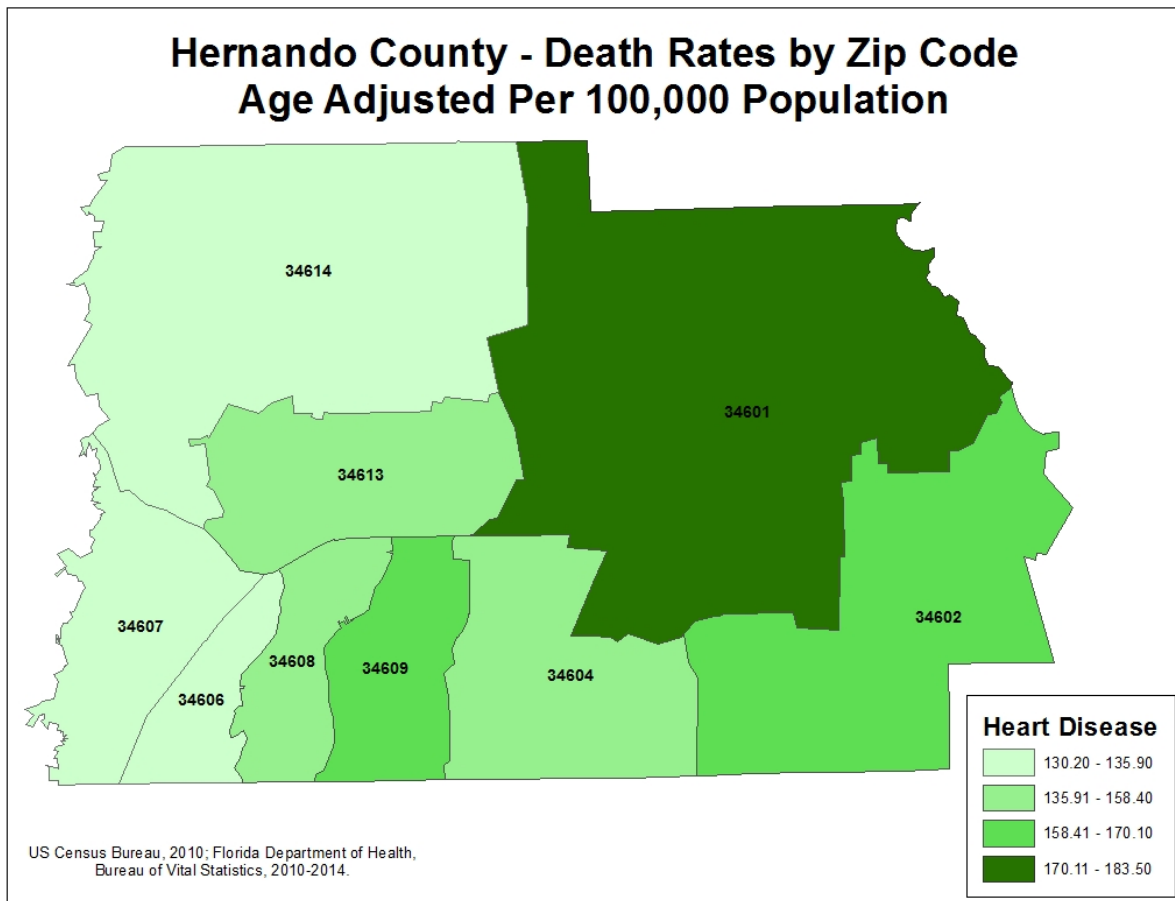 Hernando County - Death Rates by Zip Code
Age Adjusted Per 100,000 Population
34614
34601
34613
34607
34606
34608
34609
34604
34602
Heart Disease
130.20 - 135.90
135.91 - 158.40
158.41 - 170.10
170.11 - 183.50
US Census Bureau, 2010; Florida Department of Health,
Bureau of Vital Statistics, 2010-2014.